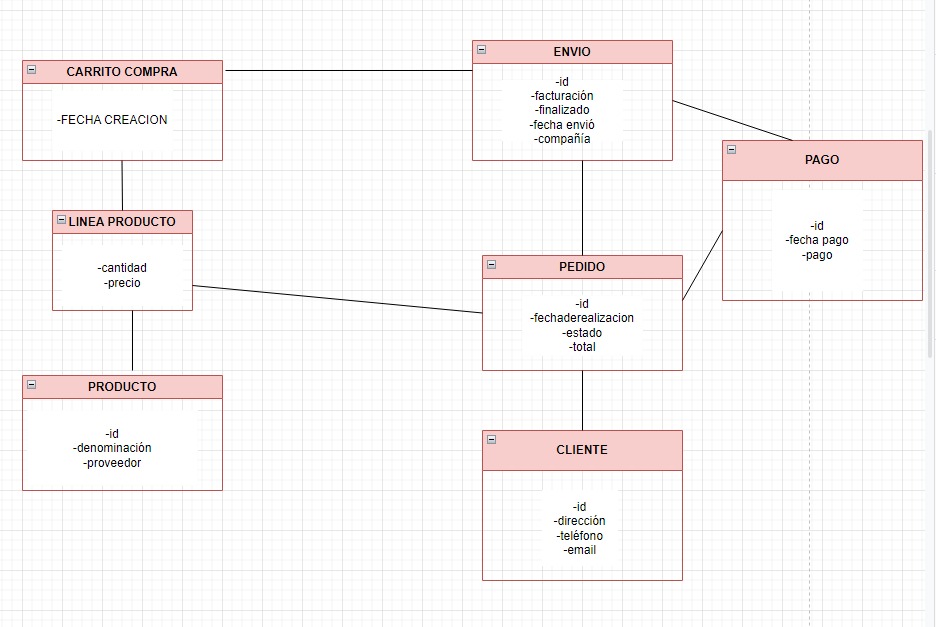 CARRITO COMPRA
-FECHA CREACION
ENVIO
-id
-facturación
-finalizado
-fecha envió
-compañía
PAGO
-id
-fecha pago
-pago
LINEA PRODUCTO
-cantidad
-precio
PEDIDO
-id
-fechaderealizacion
-estado
-total
PRODUCTO
-id
-denominación
-proveedor
CLIENTE
-id
-dirección
-teléfono
-email